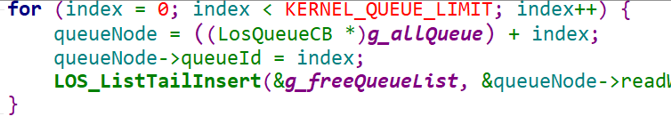 for (index = 0; index < KERNEL_QUEUE_LIMIT; index++) {
queueNode = ((LosQueueCB *)g_allQueue) + index;
queueNode->queueId = index;
LOS_ListTailInsert(&g_freeQueueList, &queueNode->readW
}